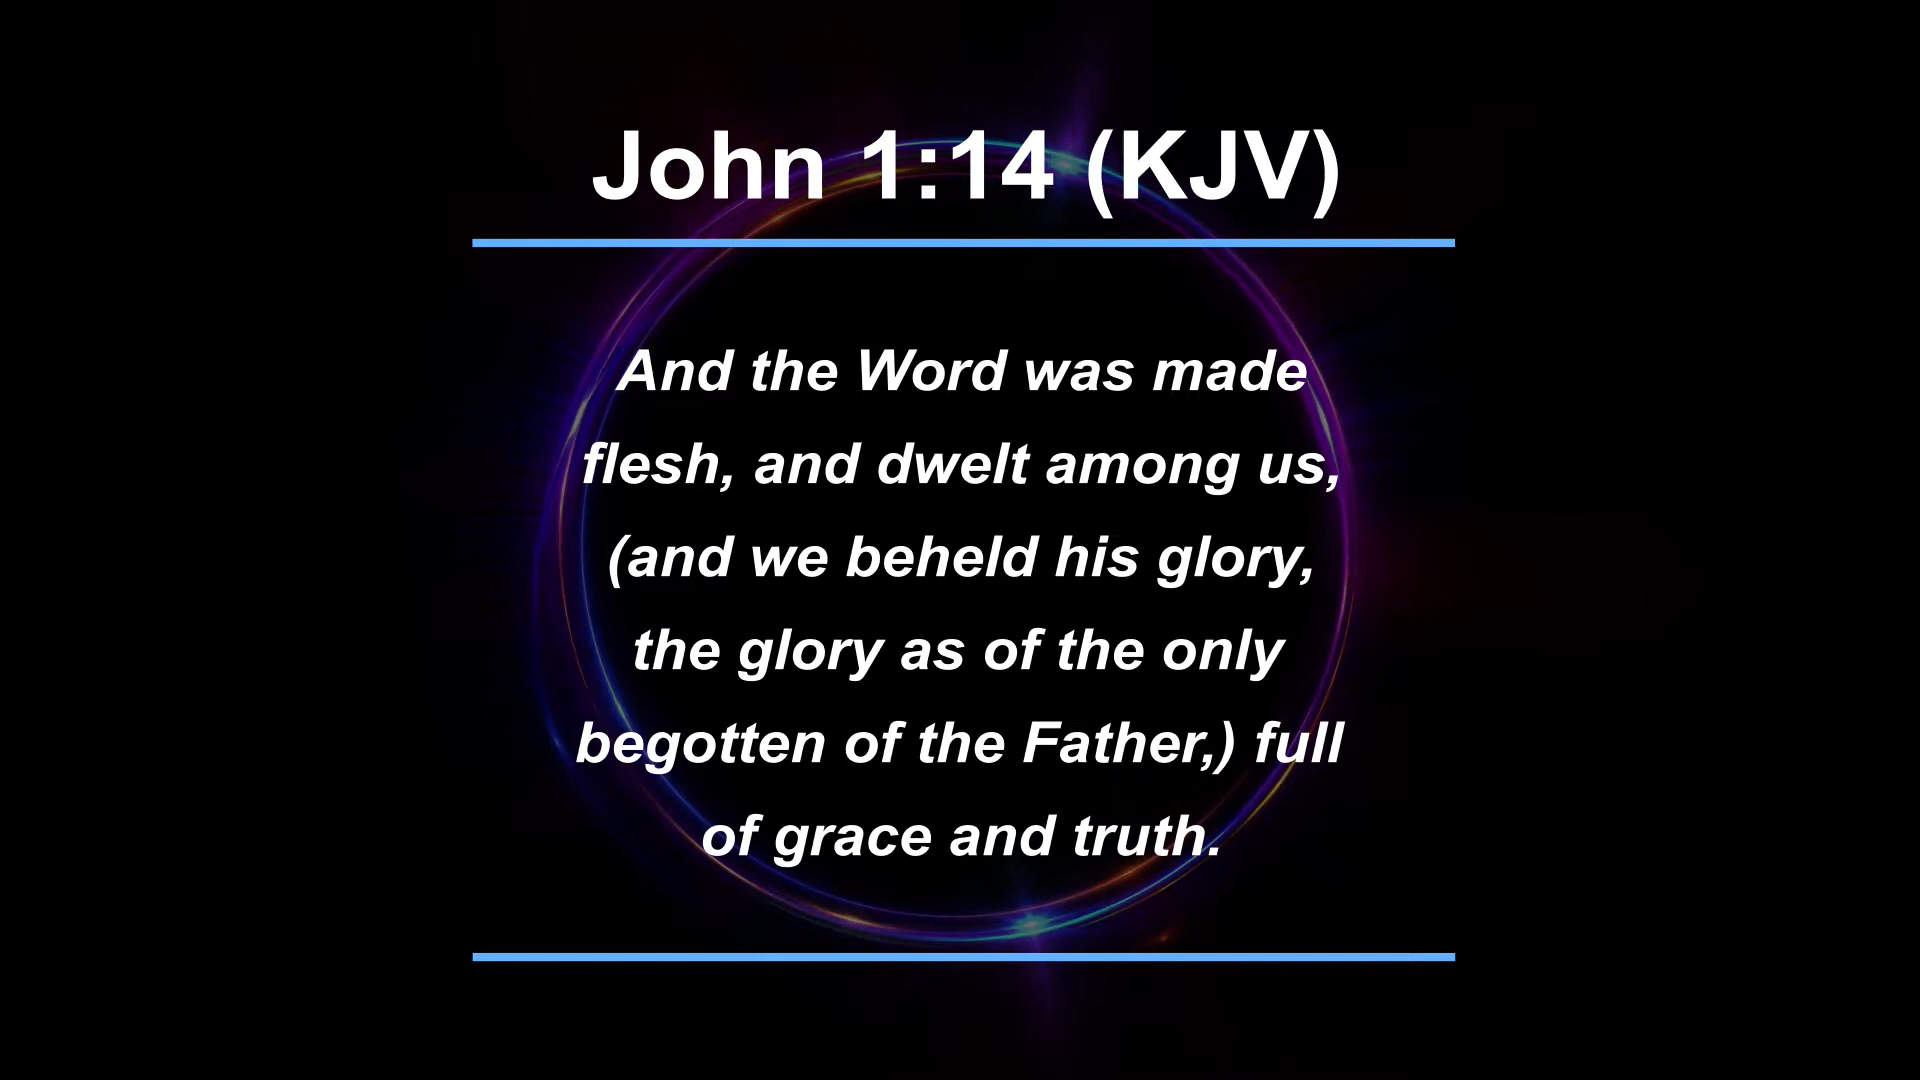 John 1:14 (KJV)
And the Word was made
flesh, and dwelt among us,
(and we beheld his glory,
the glory as of the only
begotten of the Father,) full
of grace and truth.